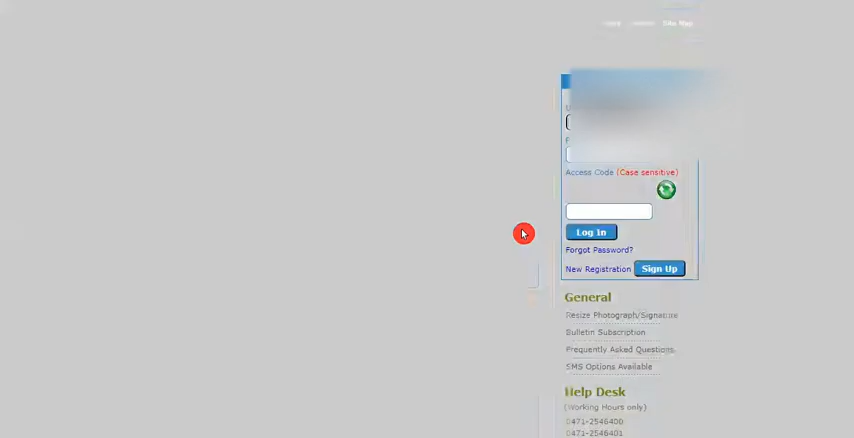 Site Map
Access Code (Case sensitive)
Log In
Forgot Password?
New Registration Sign Up
General
Resize Photograph/Signature
Bulletin Subscription
Frequently Asked Questions.
SMS Options Available
Help Desk
(Working Hours only)
0471-2546400
0471-2546401